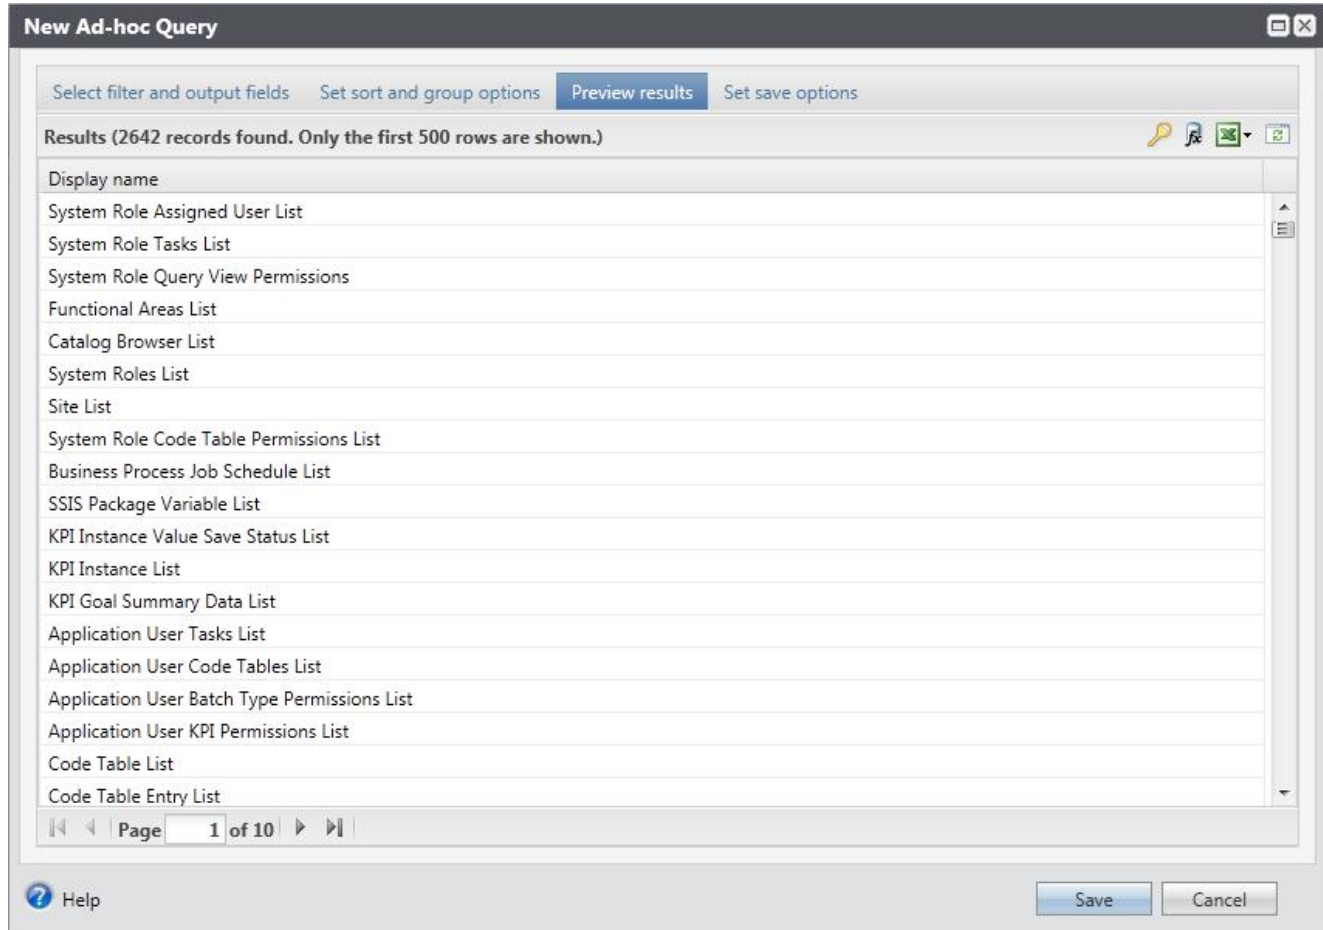 New Ad-hoc Query
Select filter and output fields Set sort and group options Preview results Set save options
Results (2642 records found. Only the first 500 rows are shown.)
Display name
System Role Assigned User List
System Role Tasks List
System Role Query View Permissions
Functional Areas List
Catalog Browser List
System Roles List
Site List
System Role Code Table Permissions List
Business Process Job Schedule List
SSIS Package Variable List
KPI Instance Value Save Status List
KPI Instance List
KPI Goal Summary Data List
Application User Tasks List
Application User Code Tables List
Application User Batch Type Permissions List
Application User KPI Permissions List
Code Table List
Code Table Entry List
Page 1 of 10
Help Save Cancel